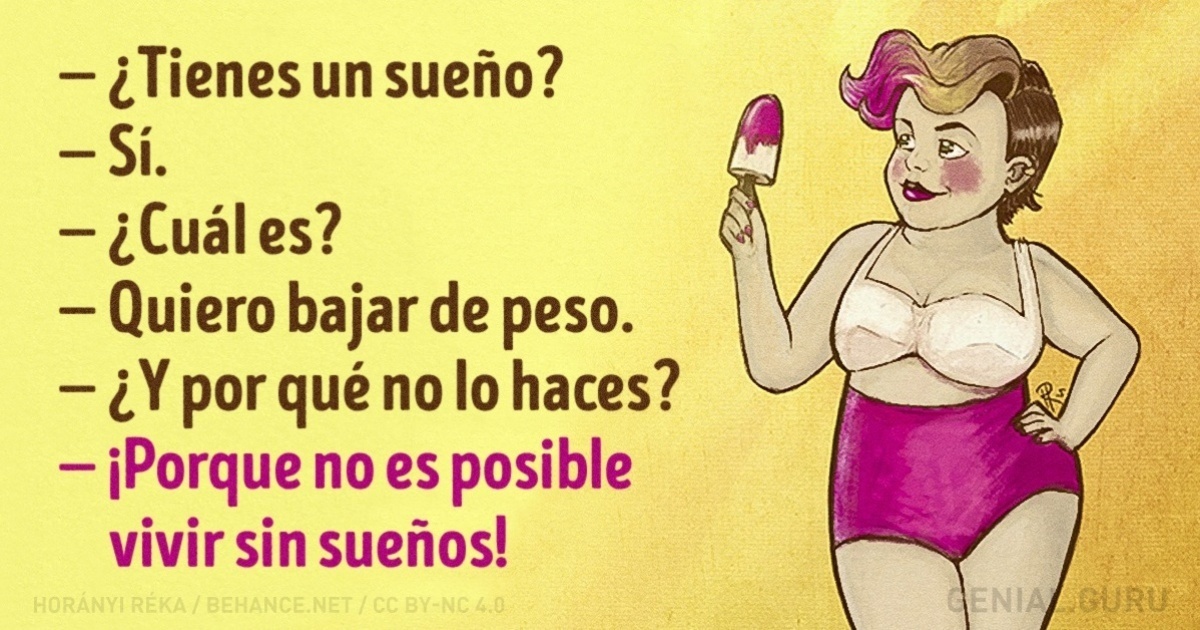 – ¿Tienes un sueño?
– Sí.
– ¿Cuál es?
– Quiero bajar de peso.
– ¿Y por qué no lo haces?
– ¡Porque no es posible
vivir sin sueños!
HORÁNYI RÉKA / BEHANCE.NET / CC BY-NC 4.0
GENIAL.GURU